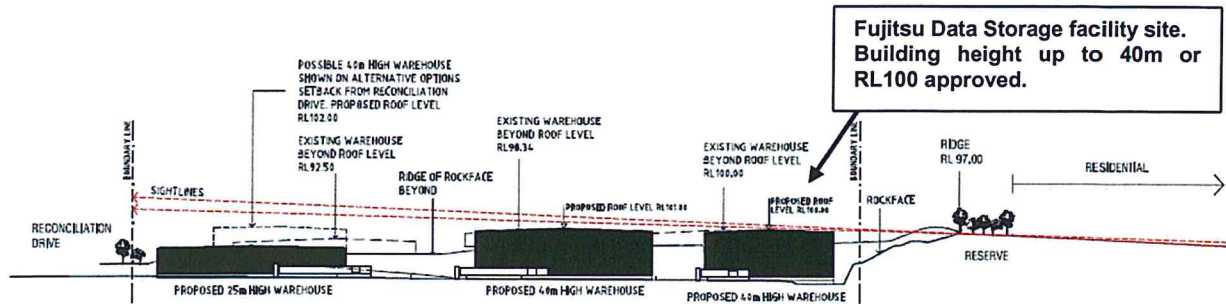 Fujitsu Data Storage facility site.
Building height up to 40m or
RL100 approved.
POSSIBLE 40m HIGH WAREHOUSE
SHOWN ON ALTERNATIVE OPTIONS
SETBACK FROM RECONCILIATION
DRIVE. PROPOSED ROOF LEVEL
RL102.00
EXISTING WAREHOUSE
BEYOND ROOF LEVEL
RL92.50
RIDGE OF ROCKFACE
BEYOND
EXISTING WAREHOUSE
BEYOND ROOF LEVEL
RL98.34
EXISTING WAREHOUSE
BEYOND ROOF LEVEL
RL100.00
BOUNDARY LINE
BOUNDARY LINE
RIDGE
RL 97.00
RESIDENTIAL
SIGHTLINES
ROCKFACE
PROPOSED ROOF LEVEL RL101.00
PROPOSED ROOF
LEVEL RL100.00
RECONCILIATION
DRIVE
RESERVE
PROPOSED 25m HIGH WAREHOUSE
PROPOSED 40m HIGH WAREHOUSE
PROPOSED 40m HIGH WAREHOUSE